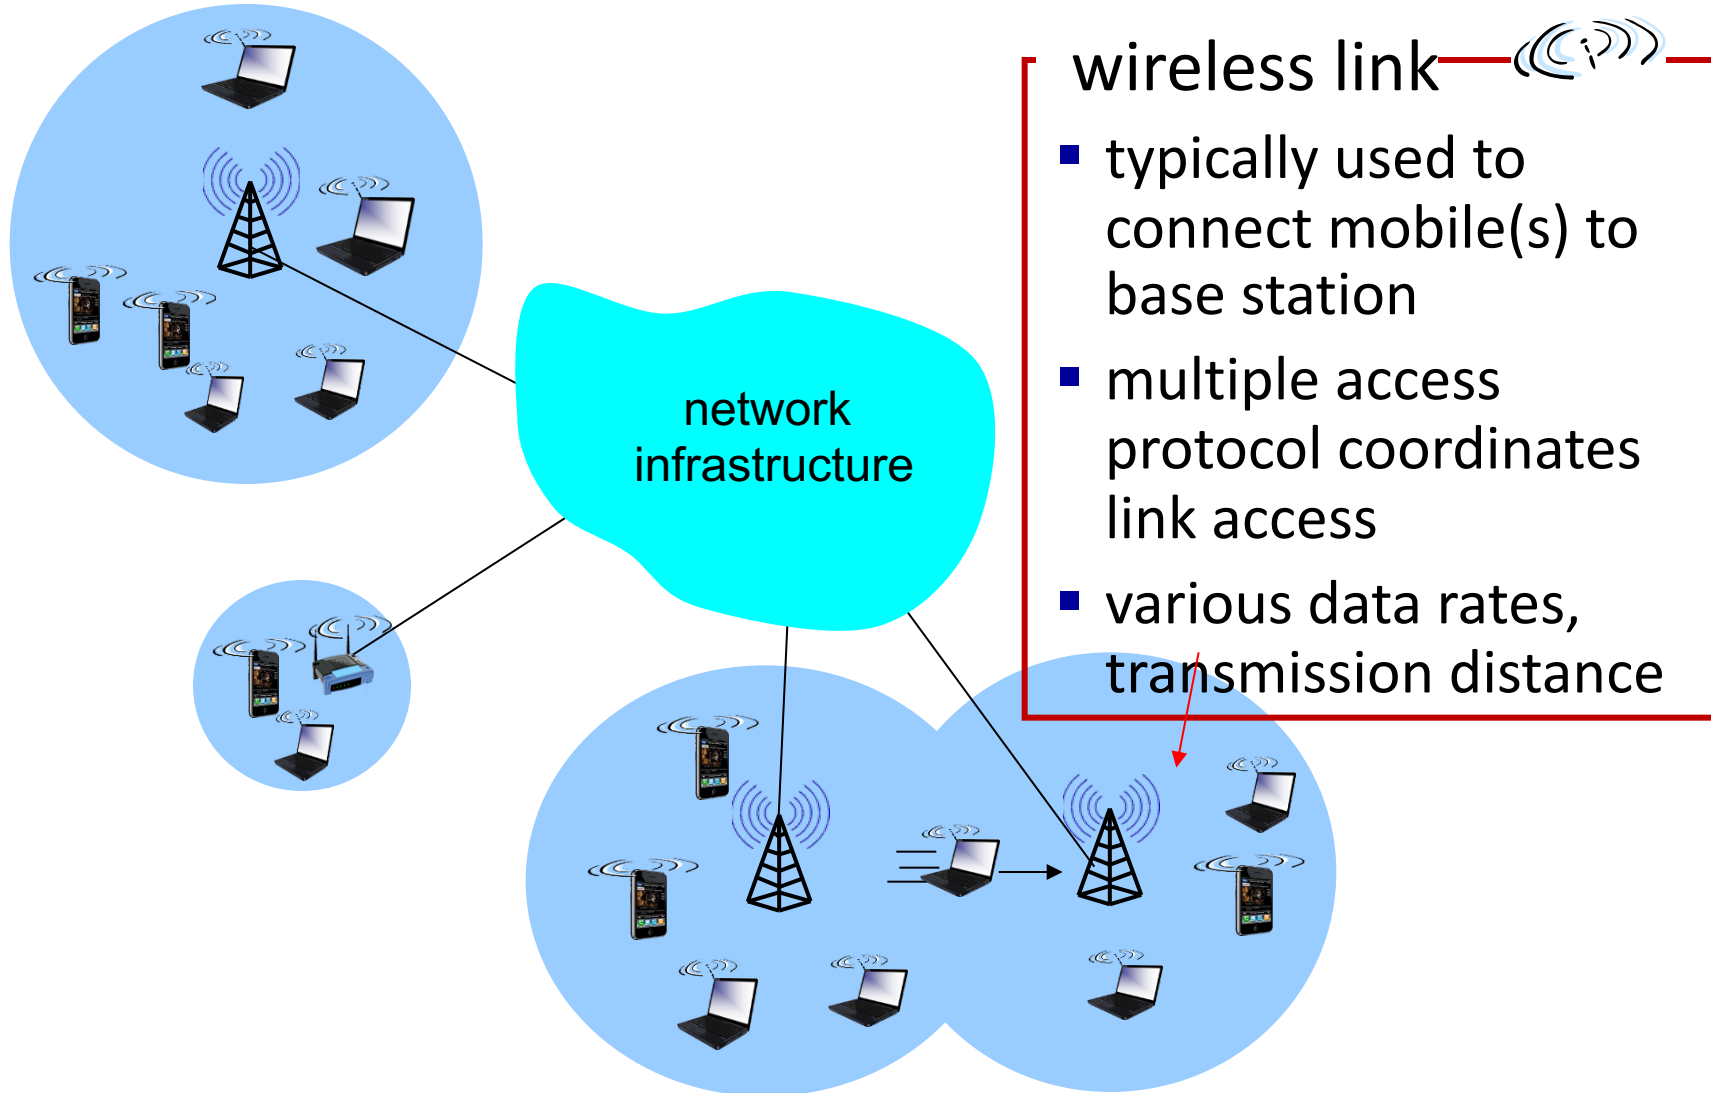 wireless link
typically used to
connect mobile(s) to
base station
multiple access
protocol coordinates
link access
various data rates,
transmission distance
network
infrastructure